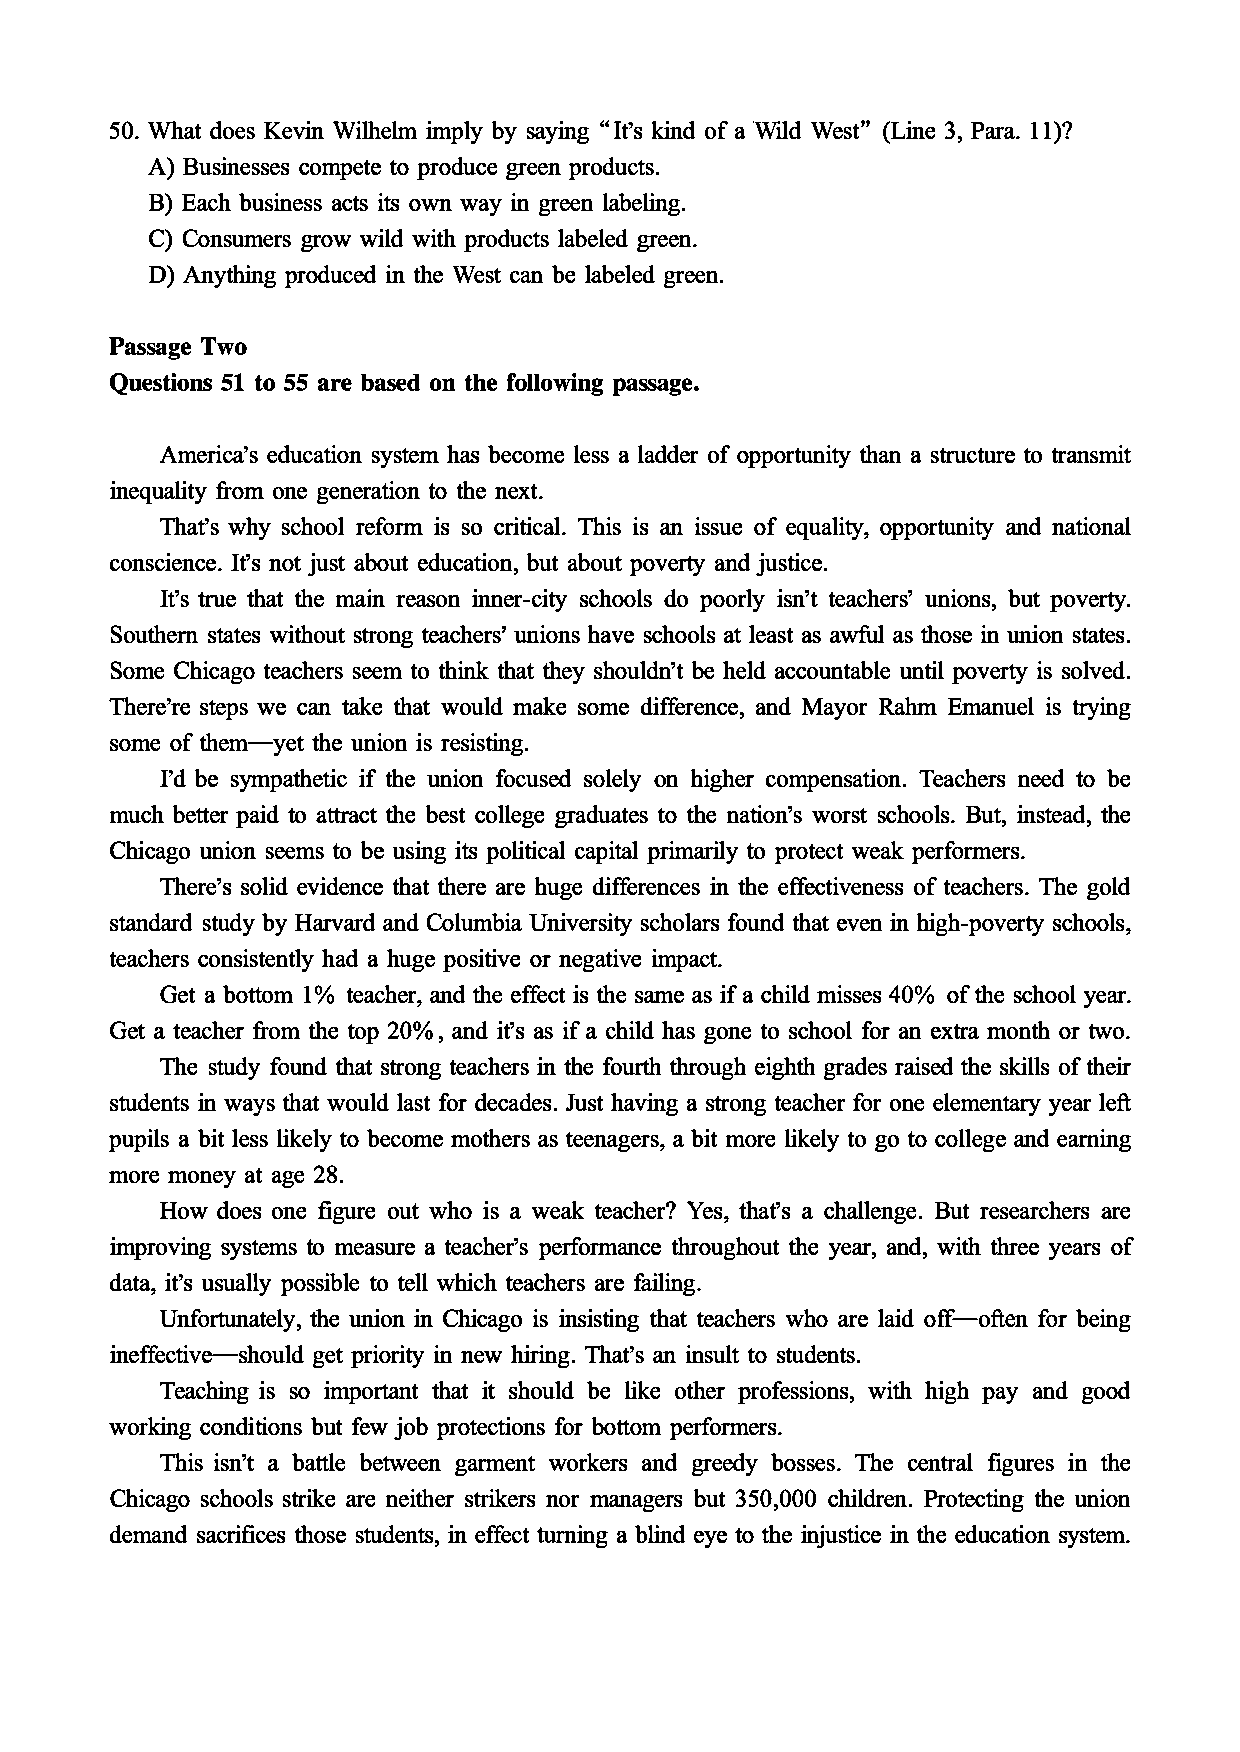 50. What does Kevin Wilhelm imply by saying “It’s kind of a Wild West” (Line 3, Para. 11)?
A) Businesses compete to produce green products.
B) Each business acts its own way in green labeling.
C) Consumers grow wild with products labeled green.
D) Anything produced in the West can be labeled green.
Passage Two
Questions 51 to 55 are based on the following passage.
America’s education system has become less a ladder of opportunity than a structure to transmit
inequality from one generation to the next.
That’s why school reform is so critical. This is an issue of equality, opportunity and national
conscience. It’s not just about education, but about poverty and justice.
It’s true that the main reason inner-city schools do poorly isn’t teachers’ unions, but poverty.
Southern states without strong teachers’ unions have schools at least as awful as those in union states.
Some Chicago teachers seem to think that they shouldn’t be held accountable until poverty is solved.
There’re steps we can take that would make some difference, and Mayor Rahm Emanuel is trying
some of them—yet the union is resisting.
I’d be sympathetic if the union focused solely on higher compensation. Teachers need to be
much better paid to attract the best college graduates to the nation’s worst schools. But, instead, the
Chicago union seems to be using its political capital primarily to protect weak performers.
There’s solid evidence that there are huge differences in the effectiveness of teachers. The gold
standard study by Harvard and Columbia University scholars found that even in high-poverty schools,
teachers consistently had a huge positive or negative impact.
Get a bottom 1% teacher, and the effect is the same as if a child misses 40% of the school year.
Get a teacher from the top 20%, and it’s as if a child has gone to school for an extra month or two.
The study found that strong teachers in the fourth through eighth grades raised the skills of their
students in ways that would last for decades. Just having a strong teacher for one elementary year left
pupils a bit less likely to become mothers as teenagers, a bit more likely to go to college and earning
more money at age 28.
How does one figure out who is a weak teacher? Yes, that’s a challenge. But researchers are
improving systems to measure a teacher’s performance throughout the year, and, with three years of
data, it’s usually possible to tell which teachers are failing.
Unfortunately, the union in Chicago is insisting that teachers who are laid off—often for being
ineffective—should get priority in new hiring. That’s an insult to students.
Teaching is so important that it should be like other professions, with high pay and good
working conditions but few job protections for bottom performers.
This isn’t a battle between garment workers and greedy bosses. The central figures in the
Chicago schools strike are neither strikers nor managers but 350,000 children. Protecting the union
demand sacrifices those students, in effect turning a blind eye to the injustice in the education system.